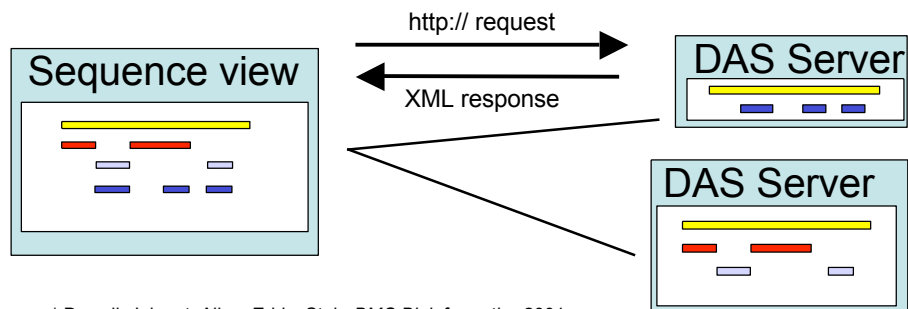 http:// request
Sequence view
DAS Server
XML response
DAS Server